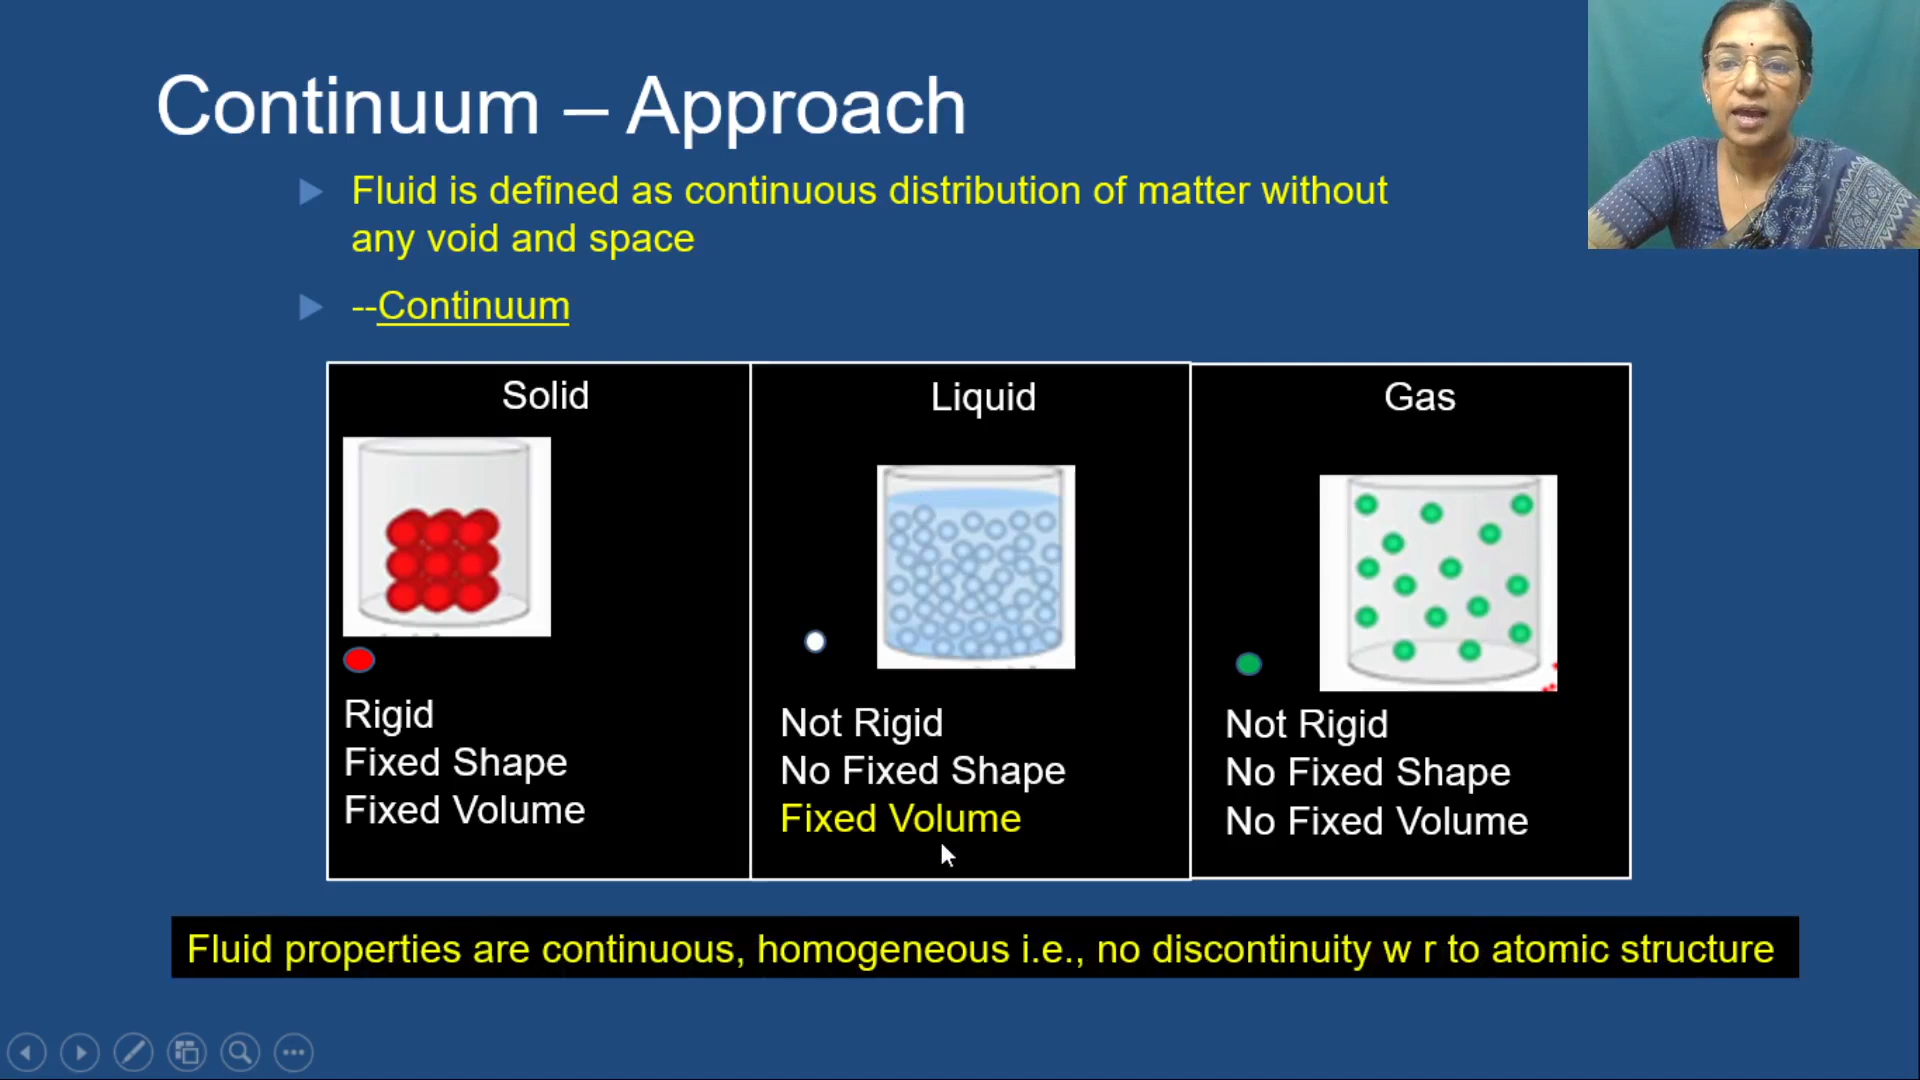 Continuum – Approach
Fluid is defined as continuous distribution of matter without
any void and space
--Continuum
Solid
Rigid
Fixed Shape
Fixed Volume
Liquid
Not Rigid
No Fixed Shape
Fixed Volume
Gas
Not Rigid
No Fixed Shape
No Fixed Volume
Fluid properties are continuous, homogeneous i.e., no discontinuity w r to atomic structure